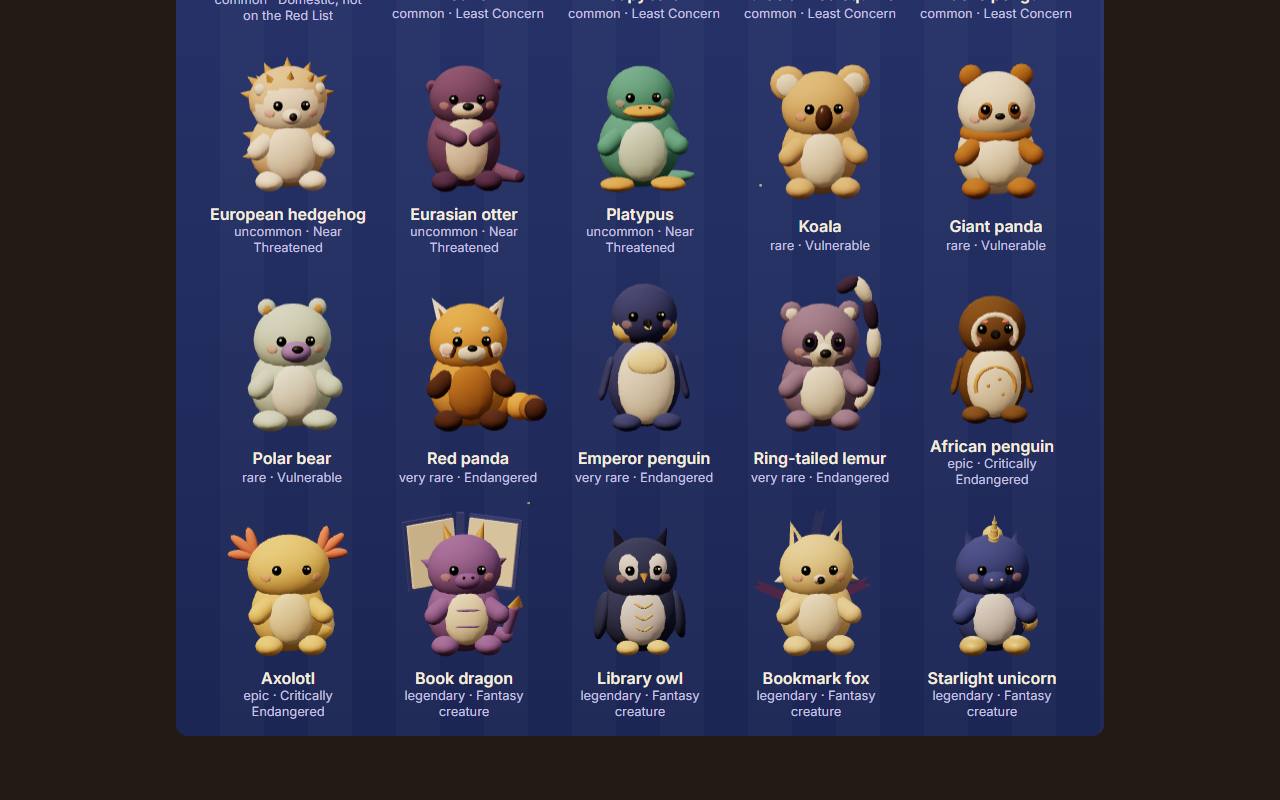 on the Red List
common · Least Concern
common · Least Concern
common · Least Concern
common · Least Concern
European hedgehog
uncommon · Near
Threatened
Eurasian otter
uncommon · Near
Threatened
Platypus
uncommon · Near
Threatened
Koala
rare · Vulnerable
Giant panda
rare · Vulnerable
Polar bear
rare · Vulnerable
Red panda
very rare · Endangered
Emperor penguin
very rare · Endangered
Ring-tailed lemur
very rare · Endangered
African penguin
epic · Critically
Endangered
Axolotl
epic · Critically
Endangered
Book dragon
legendary · Fantasy
creature
Library owl
legendary · Fantasy
creature
Bookmark fox
legendary · Fantasy
creature
Starlight unicorn
legendary · Fantasy
creature